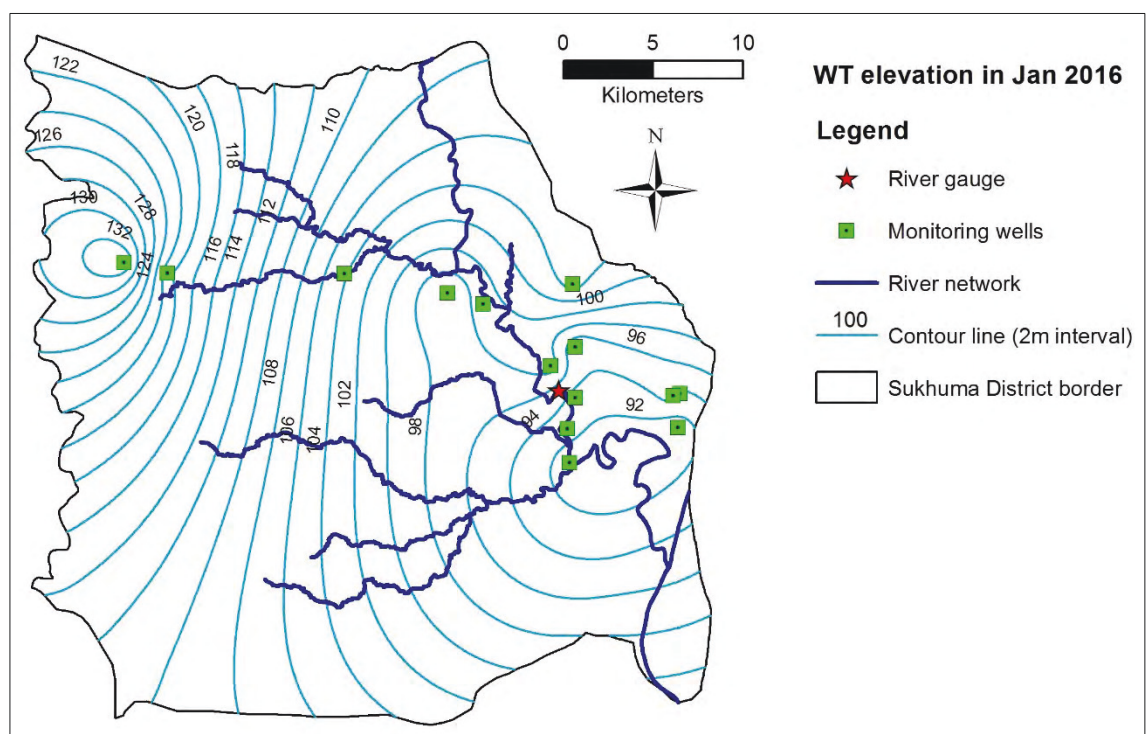 0 5 10
Kilometers
N
122
126
130
132
128
124
120
118
116
114
112
110
108
106
104
102
98
100
96
94
92
WT elevation in Jan 2016
Legend
River gauge
Monitoring wells
River network
100 Contour line (2m interval)
Sukhuma District border